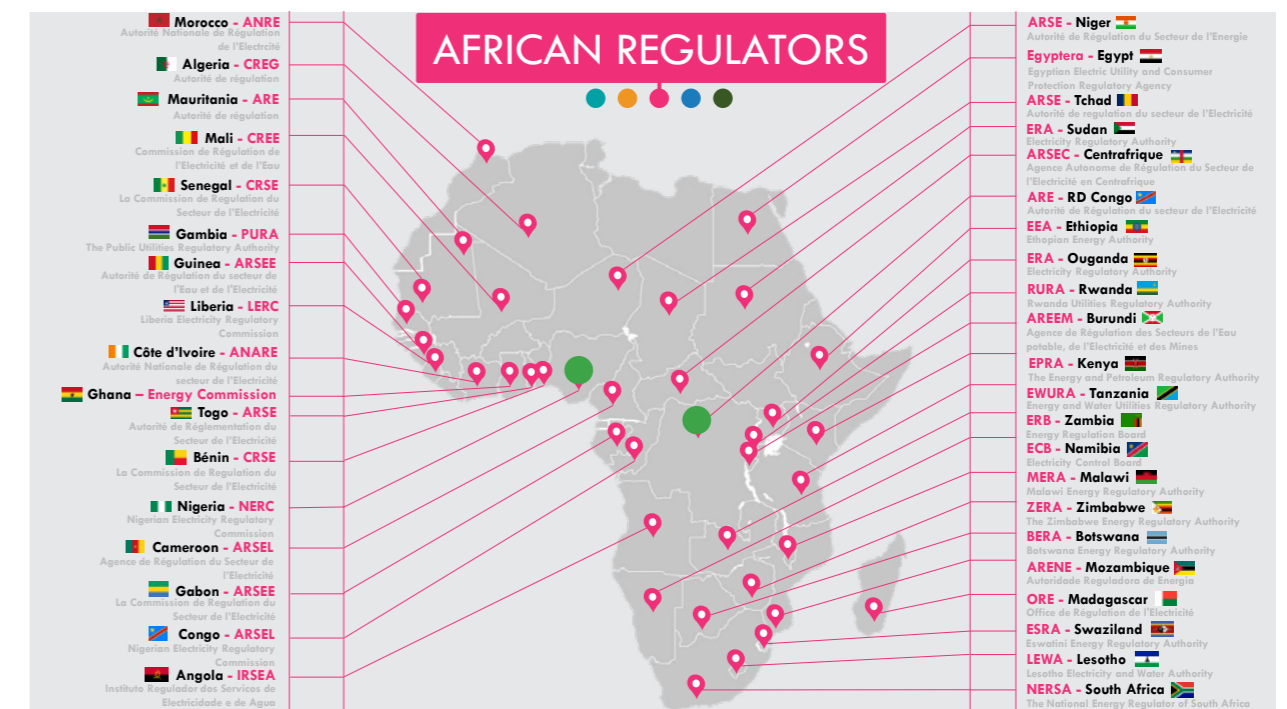 AFRICAN REGULATORS
Morocco - ANRE
Autorité Nationale de Régulation
de l'Electrcité
Algeria - CREG
Autorité de régulation
Mauritania - ARE
Autorité de régulation
Mali - CREE
Commission de Régulation de
l'Electricité et de l'Eau
Senegal - CRSE
La Commission de Regulation du
Secteur de l'Electricité
Gambia - PURA
The Public Utilities Regulatory Authority
Guinea - ARSEE
Autorité de Régulation du secteur de
l'Eau et de l'Electricité
Liberia - LERC
Liberia Electricity Regulatory
Commission
Côte d'Ivoire - ANARE
Autorité Nationale de Régulation du
secteur de l'Electricité
Ghana – Energy Commission
Togo - ARSE
Autorité de Réglementation du
Secteur de l'Electricité
Bénin - CRSE
La Commission de Regulation du
Secteur de l'Electricité
Nigeria - NERC
Nigerian Electricity Regulatory
Commission
Cameroon - ARSEL
Agence de Régulation du Secteur de
l'Electricité
Gabon - ARSEE
La Commission de Regulation du
Secteur de l'Electricité
Congo - ARSEL
Nigerian Electricity Regulatory
Commission
Angola - IRSEA
Instituto Regulador dos Servicos de
Electricidade e de Agua
ARSE - Niger
Autorité de Régulation du Secteur de l'Energie
Egyptera - Egypt
Egyptian Electric Utility and Consumer
Protection Regulatory Agency
ARSE - Tchad
Autorité de regulation du secteur de l'Electricité
ERA - Sudan
Electricity Regulatory Authority
ARSEC - Centrafrique
Agence Autonome de Régulation du Secteur de
l'Electricité en Centrafrique
ARE - RD Congo
Autorité de Régulation du secteur de l'Electricité
EEA - Ethiopia
Ethopian Energy Authority
ERA - Ouganda
Electricity Regulatory Authority
RURA - Rwanda
Rwanda Utilities Regulatory Authority
AREEM - Burundi
Agence de Régulation des Secteurs de l'Eau
potable, de l'Electricité et des Mines
EPRA - Kenya
The Energy and Petroleum Regulatory Authority
EWURA - Tanzania
Energy and Water Utilities Regulatory Authority
ERB - Zambia
Energy Regulation Board
ECB - Namibia
Electricity Control Board
MERA - Malawi
Malawi Energy Regulatory Authority
ZERA - Zimbabwe
The Zimbabwe Energy Regulatory Authority
BERA - Botswana
Botswana Energy Regulatory Authority
ARENE - Mozambique
Autoridade Reguladora de Energia
ORE - Madagascar
Office de Régulation de l'Electricité
ESRA - Swaziland
Eswatini Energy Regulatory Authority
LEWA - Lesotho
Lesotho Electricity and Water Authority
NERSA - South Africa
The National Energy Regulator of South Africa